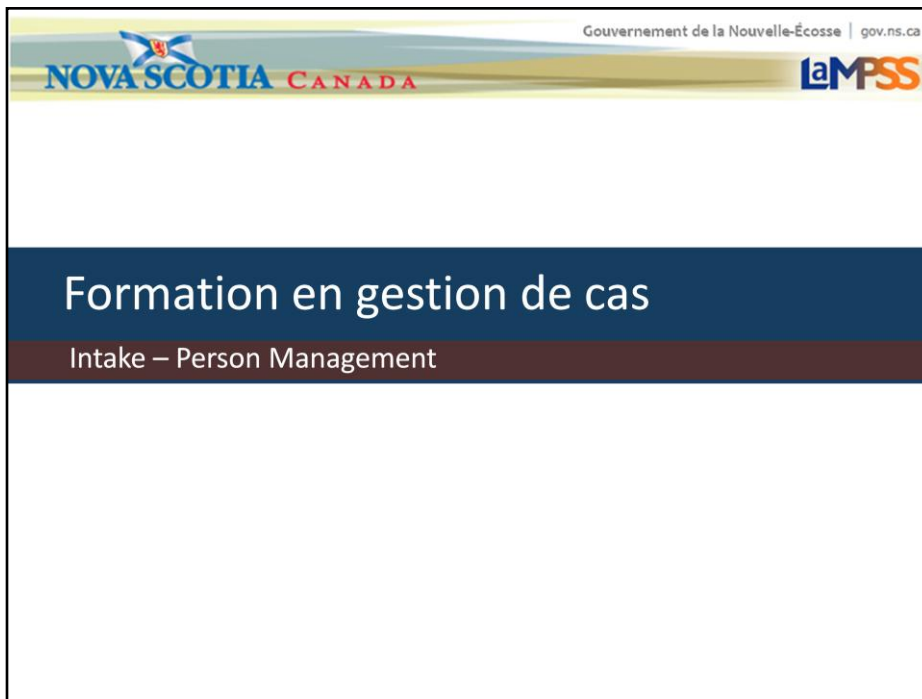 Gouvernement de la Nouvelle-Écosse | gov.ns.ca
NOVA SCOTIA CANADA
LaMPSS
Formation en gestion de cas
Intake – Person Management